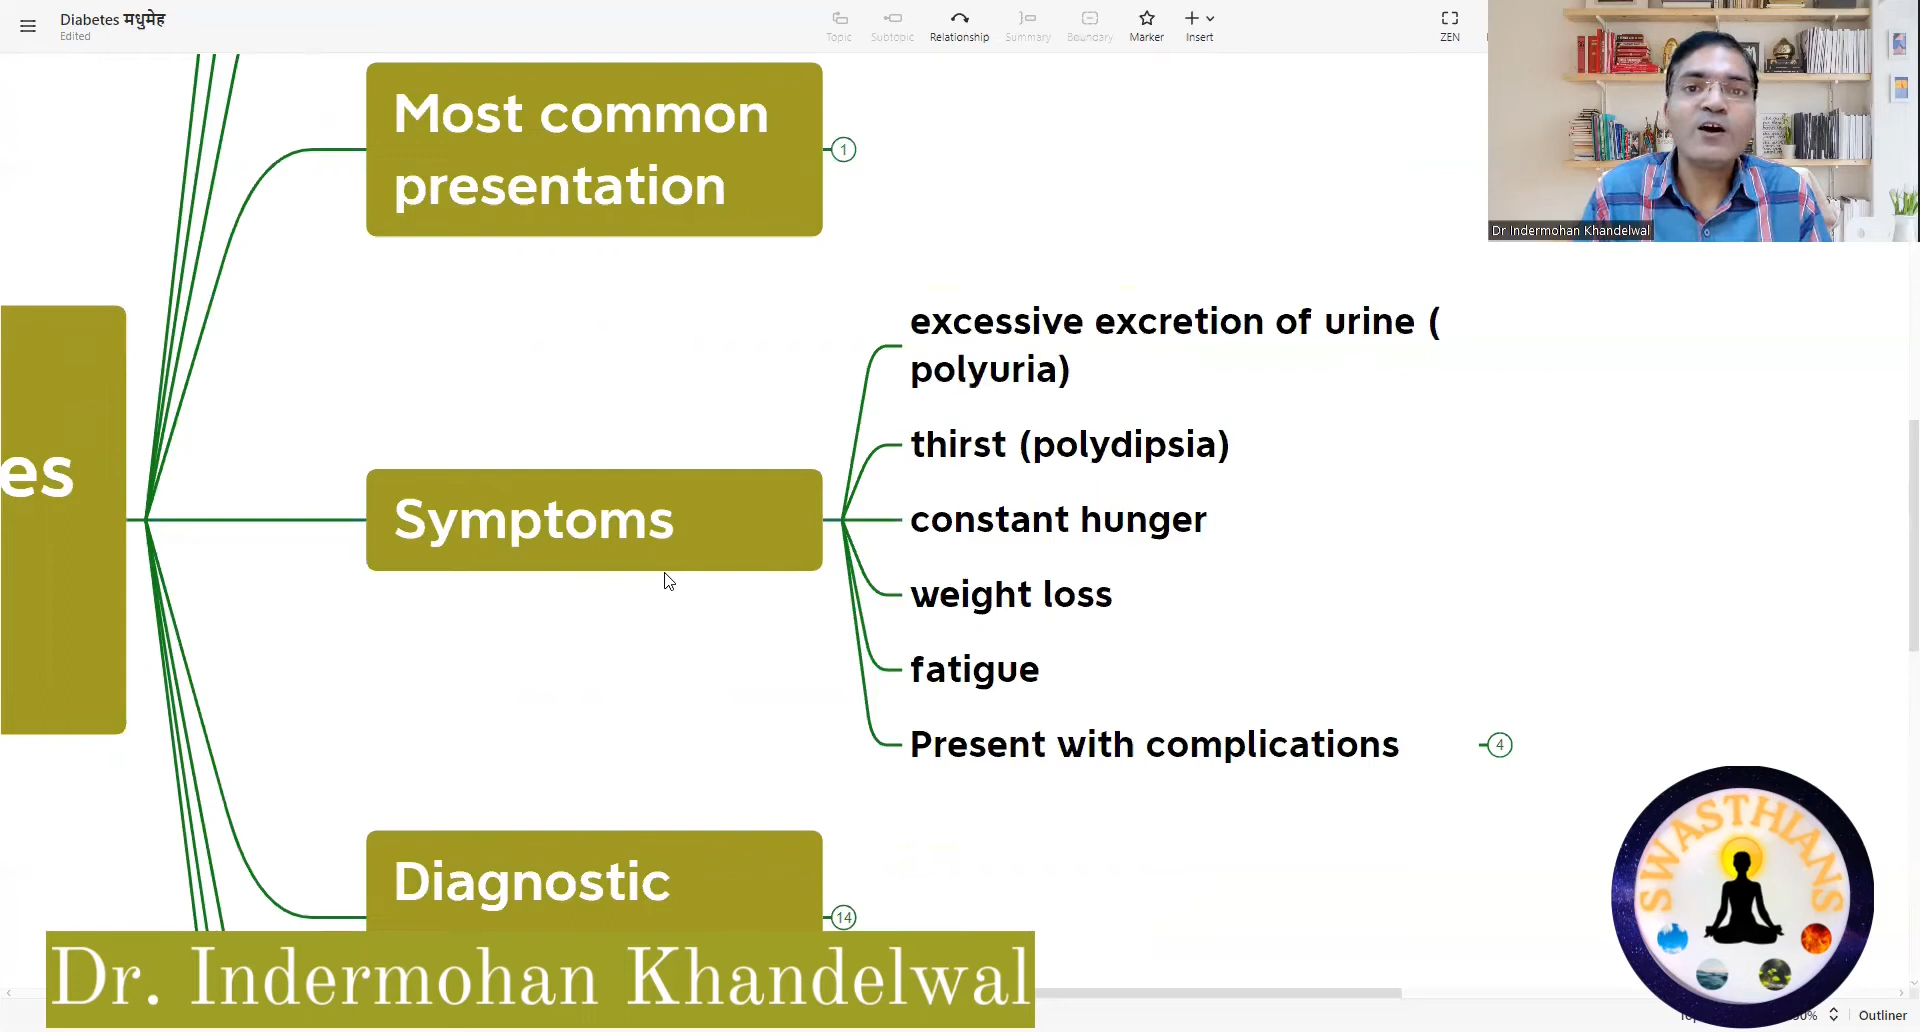 Diabetes मधुमेह
Edited
Topic
Subtopic
Relationship
Summary
Boundary
Marker
Insert
ZEN
Dr Indermohan Khandelwal
Most common
presentation
1
excessive excretion of urine (
polyuria)
thirst (polydipsia)
es
Symptoms
constant hunger
weight loss
fatigue
Present with complications
4
Diagnostic
14
SWASTHIANS
Dr. Indermohan Khandelwal
Outliner